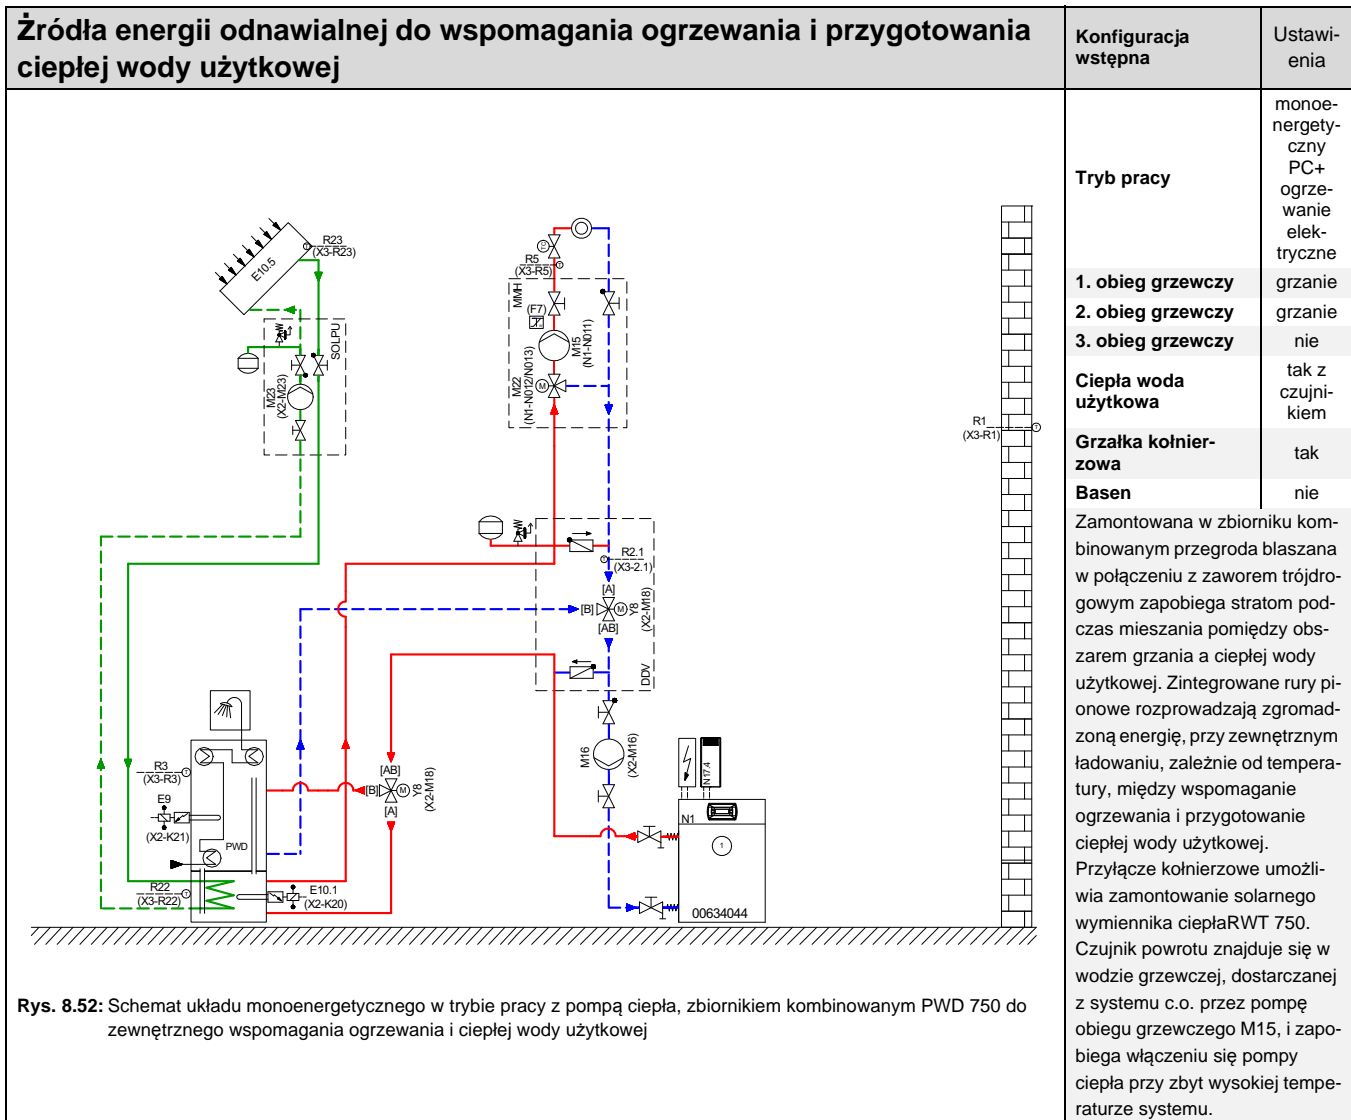 Źródła energii odnawialnej do wspomagania ogrzewania i przygotowania
ciepłej wody użytkowej
Konfiguracja
wstępna
Ustawi-
enia
Tryb pracy
monoe-
nergety-
czny
PC+
ogrze-
wanie
elek-
tryczne
1. obieg grzewczy
grzanie
2. obieg grzewczy
grzanie
3. obieg grzewczy
nie
Ciepła woda
użytkowa
tak z
czujni-
kiem
Grzałka kołnier-
zowa
tak
Basen
nie
Zamontowana w zbiorniku kom-
binowanym przegroda blaszana
w połączeniu z zaworem trójdro-
gowym zapobiega stratom pod-
czas mieszania pomiędzy obs-
zarem grzania a ciepłej wody
użytkowej. Zintegrowane rury pi-
onowe rozprowadzają zgromad-
zoną energię, przy zewnętrznym
ładowaniu, zależnie od tempera-
tury, między wspomaganie
ogrzewania i przygotowanie
ciepłej wody użytkowej.
Przyłącze kołnierzowe umożli-
wia zamontowanie solarnego
wymiennika ciepłaRWT 750.
Czujnik powrotu znajduje się w
wodzie grzewczej, dostarczanej
z systemu c.o. przez pompę
obiegu grzewczego M15, i zapo-
biega włączeniu się pompy
ciepła przy zbyt wysokiej tempe-
raturze systemu.
R23
(X3-R23)
T
E10.5
SOLPU
M23
(X2-M23)
R5
(X3-R5)
T
MMH
(F7)
M15
(N1-N011)
M22
(N1-N012/N013)
M
R1
(X3-R1)
T
R2.1
(X3-2.1)
T
[A]
[B]
M
Y8
(X2-M18)
[AB]
DDV
M16
(X2-M16)
[AB]
[B]
M
Y8
(X2-M18)
[A]
R3
(X3-R3)
T
E9
(X2-K21)
PWD
R22
(X3-R22)
T
E10.1
(X2-K20)
N17.4
N1
1
00634044
Rys. 8.52: Schemat układu monoenergetycznego w trybie pracy z pompą ciepła, zbiornikiem kombinowanym PWD 750 do
zewnętrznego wspomagania ogrzewania i ciepłej wody użytkowej